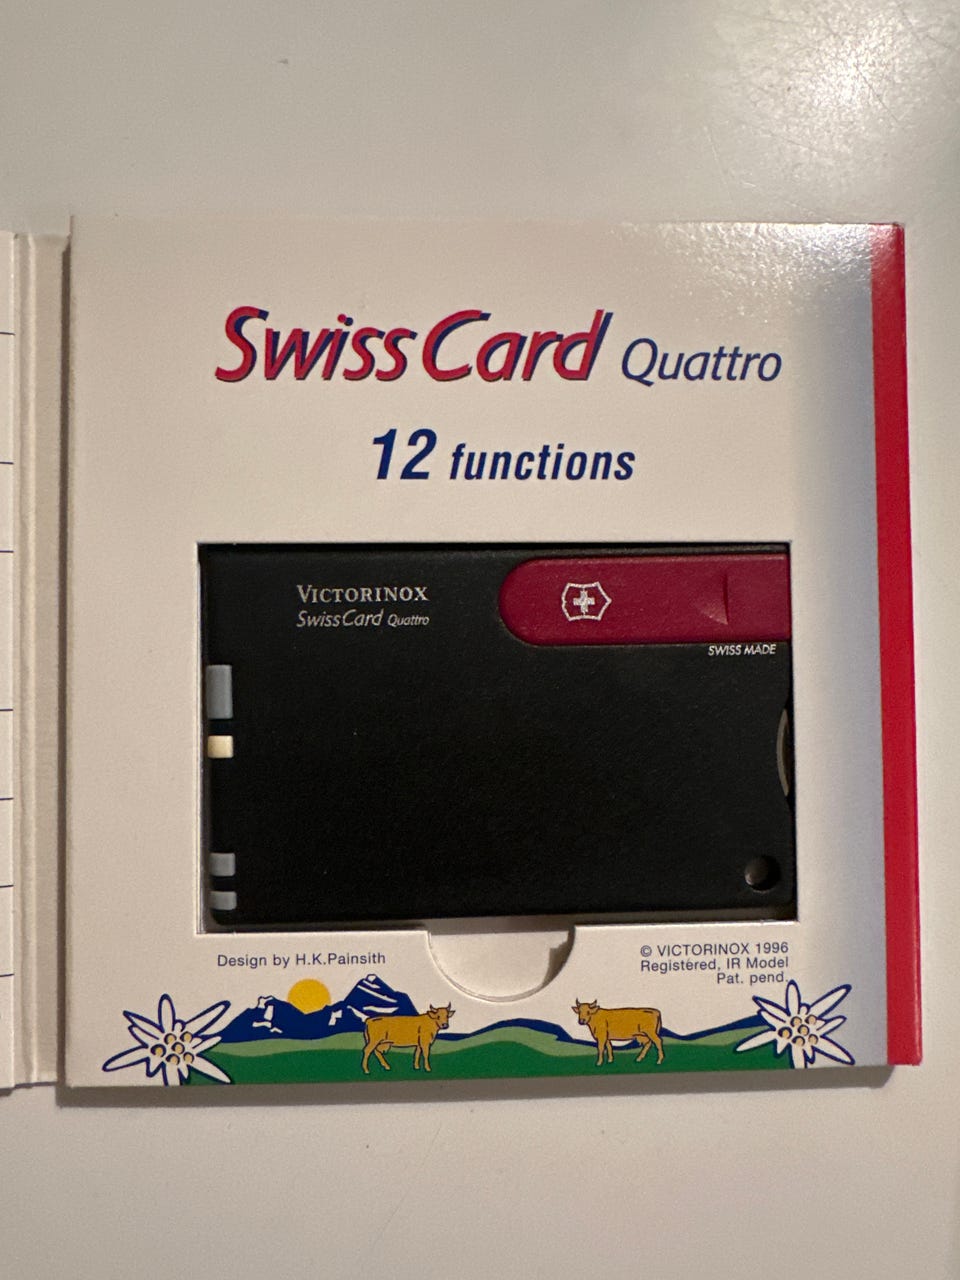 SwissCard Quattro
12 functions
VICTORINOX
SwissCard Quattro
SWISS MADE
Design by H.K.Painsith
© VICTORINOX 1996
Registered, IR Model
Pat. pend.